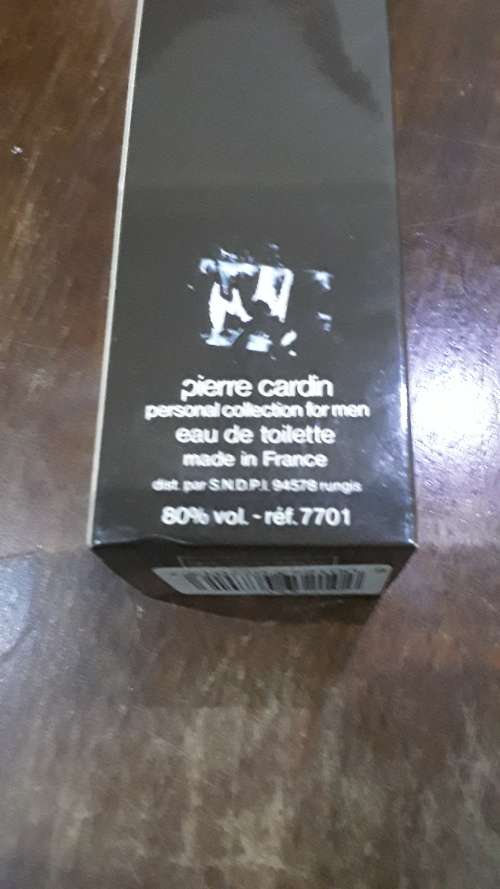 pierre cardin
personal collection for men
eau de toilette
made in France
dist. par S.N.D.P.I. 94578 rungis
80% vol. - réf. 7701